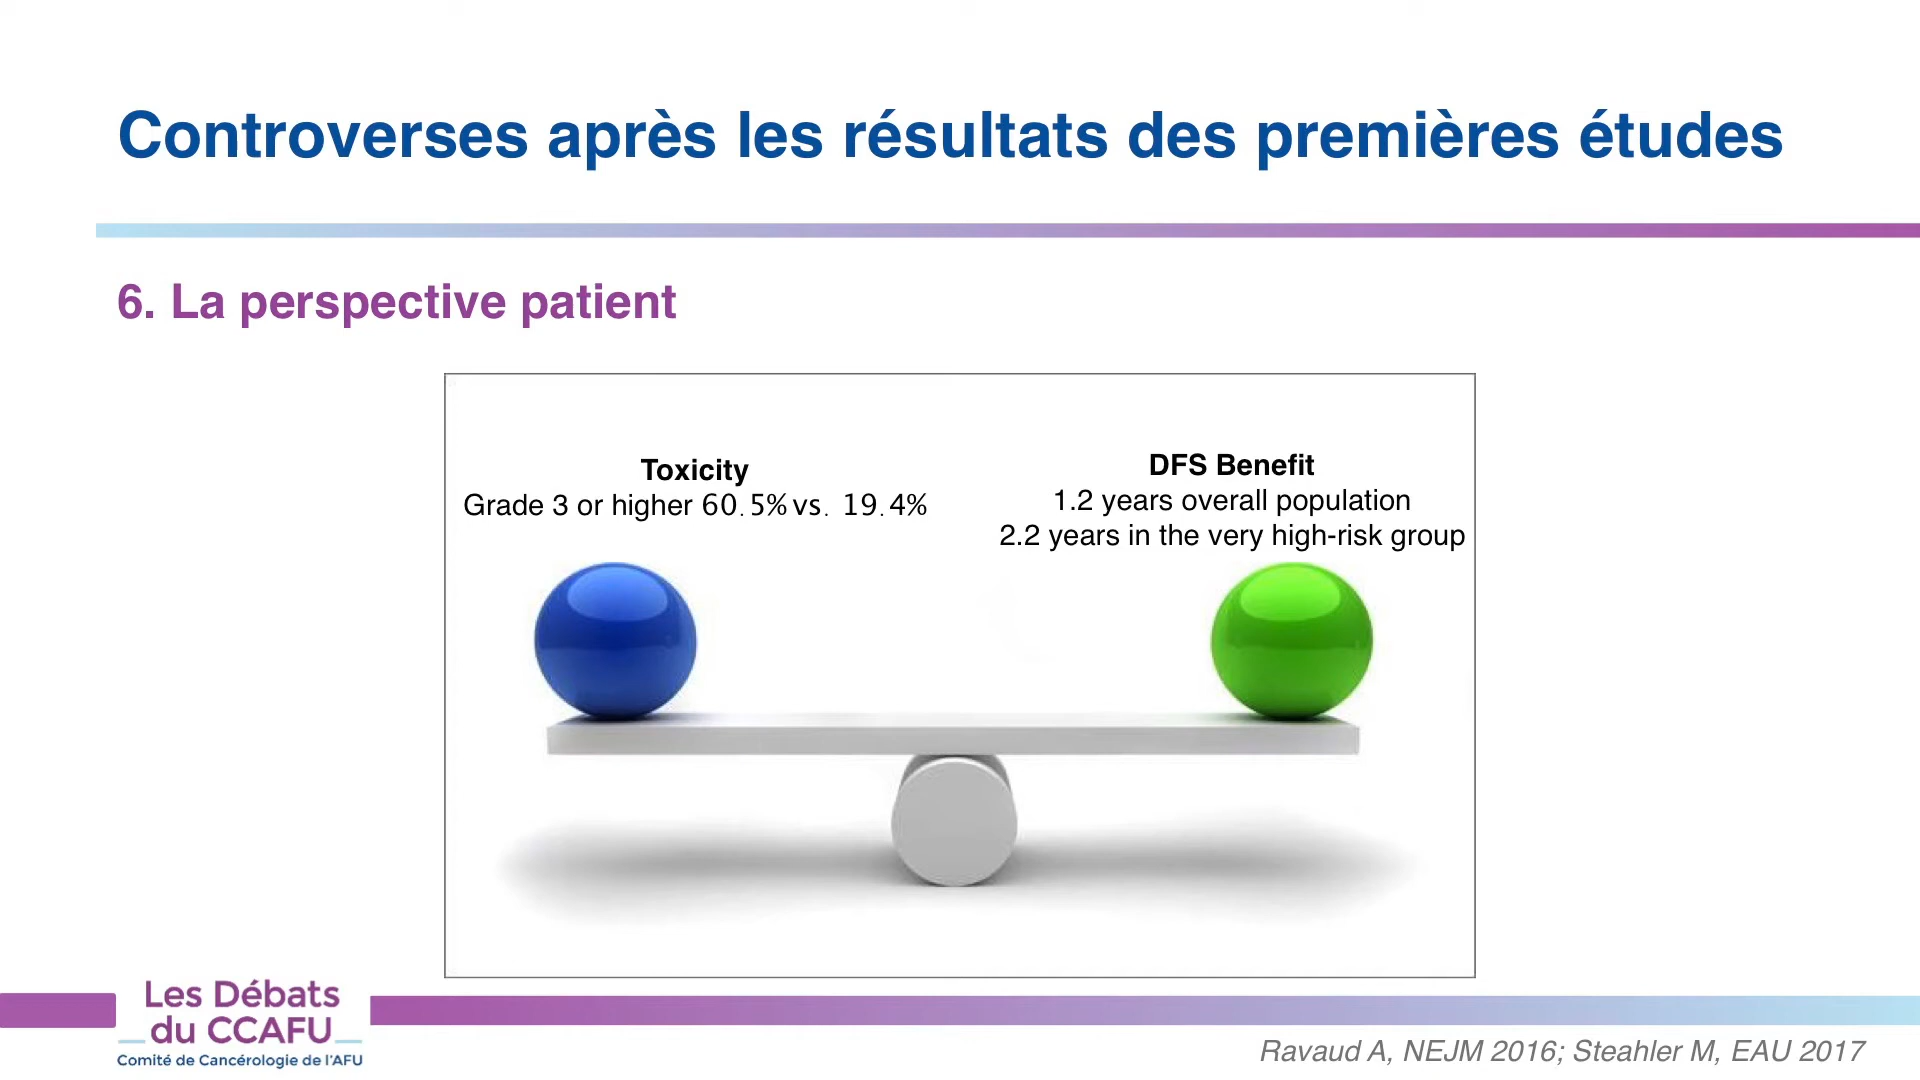 Controverses après les résultats des premières études
6. La perspective patient
Toxicity
Grade 3 or higher 60.5% vs. 19.4%
DFS Benefit
1.2 years overall population
2.2 years in the very high-risk group
Les Débats
du CCAFU
Comité de Cancérologie de l'AFU
Ravaud A, NEJM 2016; Steahler M, EAU 2017